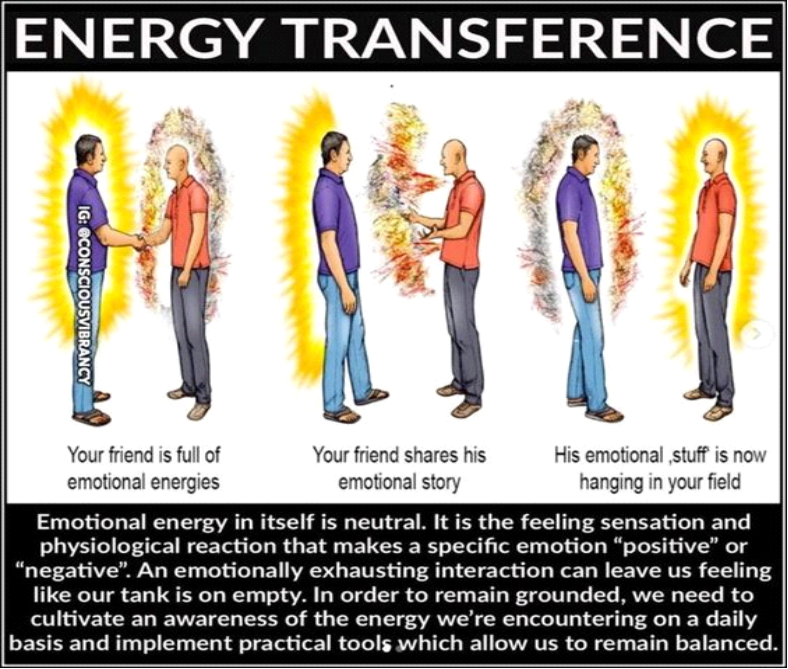 ENERGY TRANSFERENCE
IG: @CONSCIOUSVIBRANCY
Your friend is full of
emotional energies
Your friend shares his
emotional story
His emotional ‚stuff' is now
hanging in your field
Emotional energy in itself is neutral. It is the feeling sensation and
physiological reaction that makes a specific emotion “positive” or
“negative”. An emotionally exhausting interaction can leave us feeling
like our tank is on empty. In order to remain grounded, we need to
cultivate an awareness of the energy we’re encountering on a daily
basis and implement practical tools which allow us to remain balanced.